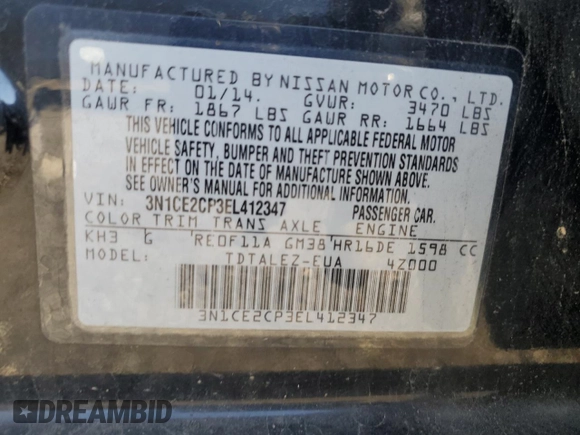 MANUFACTURED BY NISSAN MOTOR CO., LTD.
DATE: 01/14. GVWR: 3470 LBS
GAWR FR: 1867 LBS GAWR RR: 1664 LBS
THIS VEHICLE CONFORMS TO ALL APPLICABLE FEDERAL MOTOR
VEHICLE SAFETY, BUMPER AND THEFT PREVENTION STANDARDS
IN EFFECT ON THE DATE OF MANUFACTURE SHOWN ABOVE.
SEE OWNER'S MANUAL FOR ADDITIONAL INFORMATION.
VIN: 3N1CE2CP3EL412347 PASSENGER CAR.
COLOR TRIM TRANS AXLE ENGINE
KH3 G RE0F11A GM38 HR16DE 1598 CC
MODEL: TDTALEZ-EUA 4Z000
3N1CE2CP3EL412347
DREAMBID